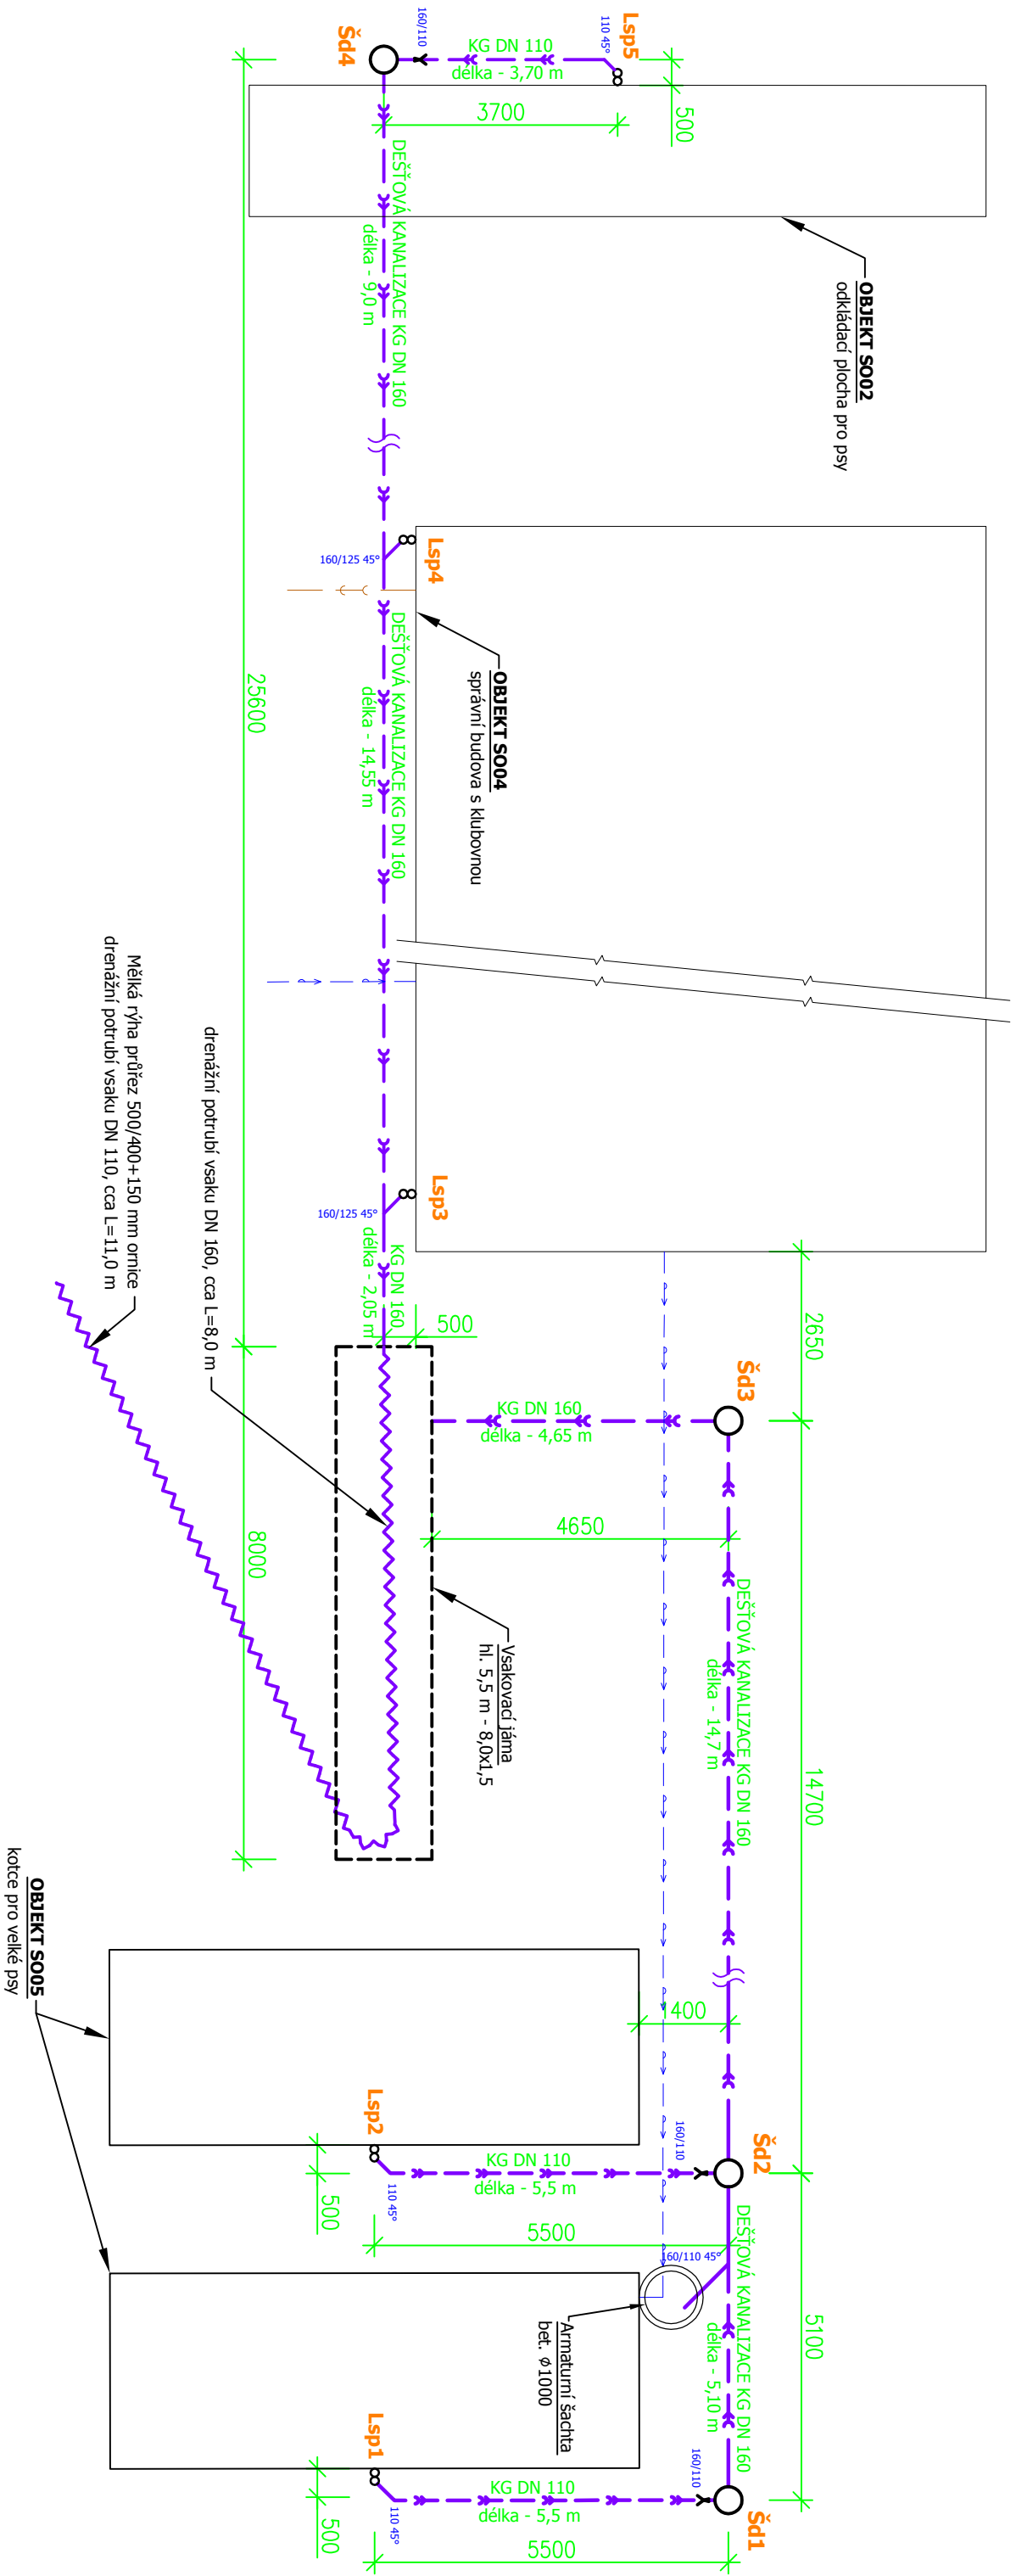 Šd4
160/110
KG DN 110
délka - 3,70 m
110 45°
Lsp5
500
3700
DEŠŤOVÁ KANALIZACE KG DN 160
délka - 9,0 m
OBJEKT SO02
odkládací plocha pro psy
Lsp4
160/125 45°
DEŠŤOVÁ KANALIZACE KG DN 160
délka - 14,55 m
OBJEKT SO04
správní budova s klubovnou
25600
Lsp3
160/125 45°
KG DN 160
délka - 2,05 m
500
2650
Mělká rýha průřez 500/400+150 mm ornice
drenážní potrubí vsaku DN 110, cca L=11,0 m
drenážní potrubí vsaku DN 160, cca L=8,0 m
Šd3
KG DN 160
délka - 4,65 m
4650
8000
Vsakovací jáma
hl. 5,5 m - 8,0x1,5
DEŠŤOVÁ KANALIZACE KG DN 160
délka - 14,7 m
14700
OBJEKT SO05
kotce pro velké psy
1400
Lsp2
Šd2
160/110
KG DN 110
délka - 5,5 m
110 45°
500
5500
160/110 45°
DEŠŤOVÁ KANALIZACE KG DN 160
délka - 5,10 m
5100
Armaturní šachta
bet. ϕ1000
Lsp1
160/110
Šd1
KG DN 110
délka - 5,5 m
110 45°
500
5500